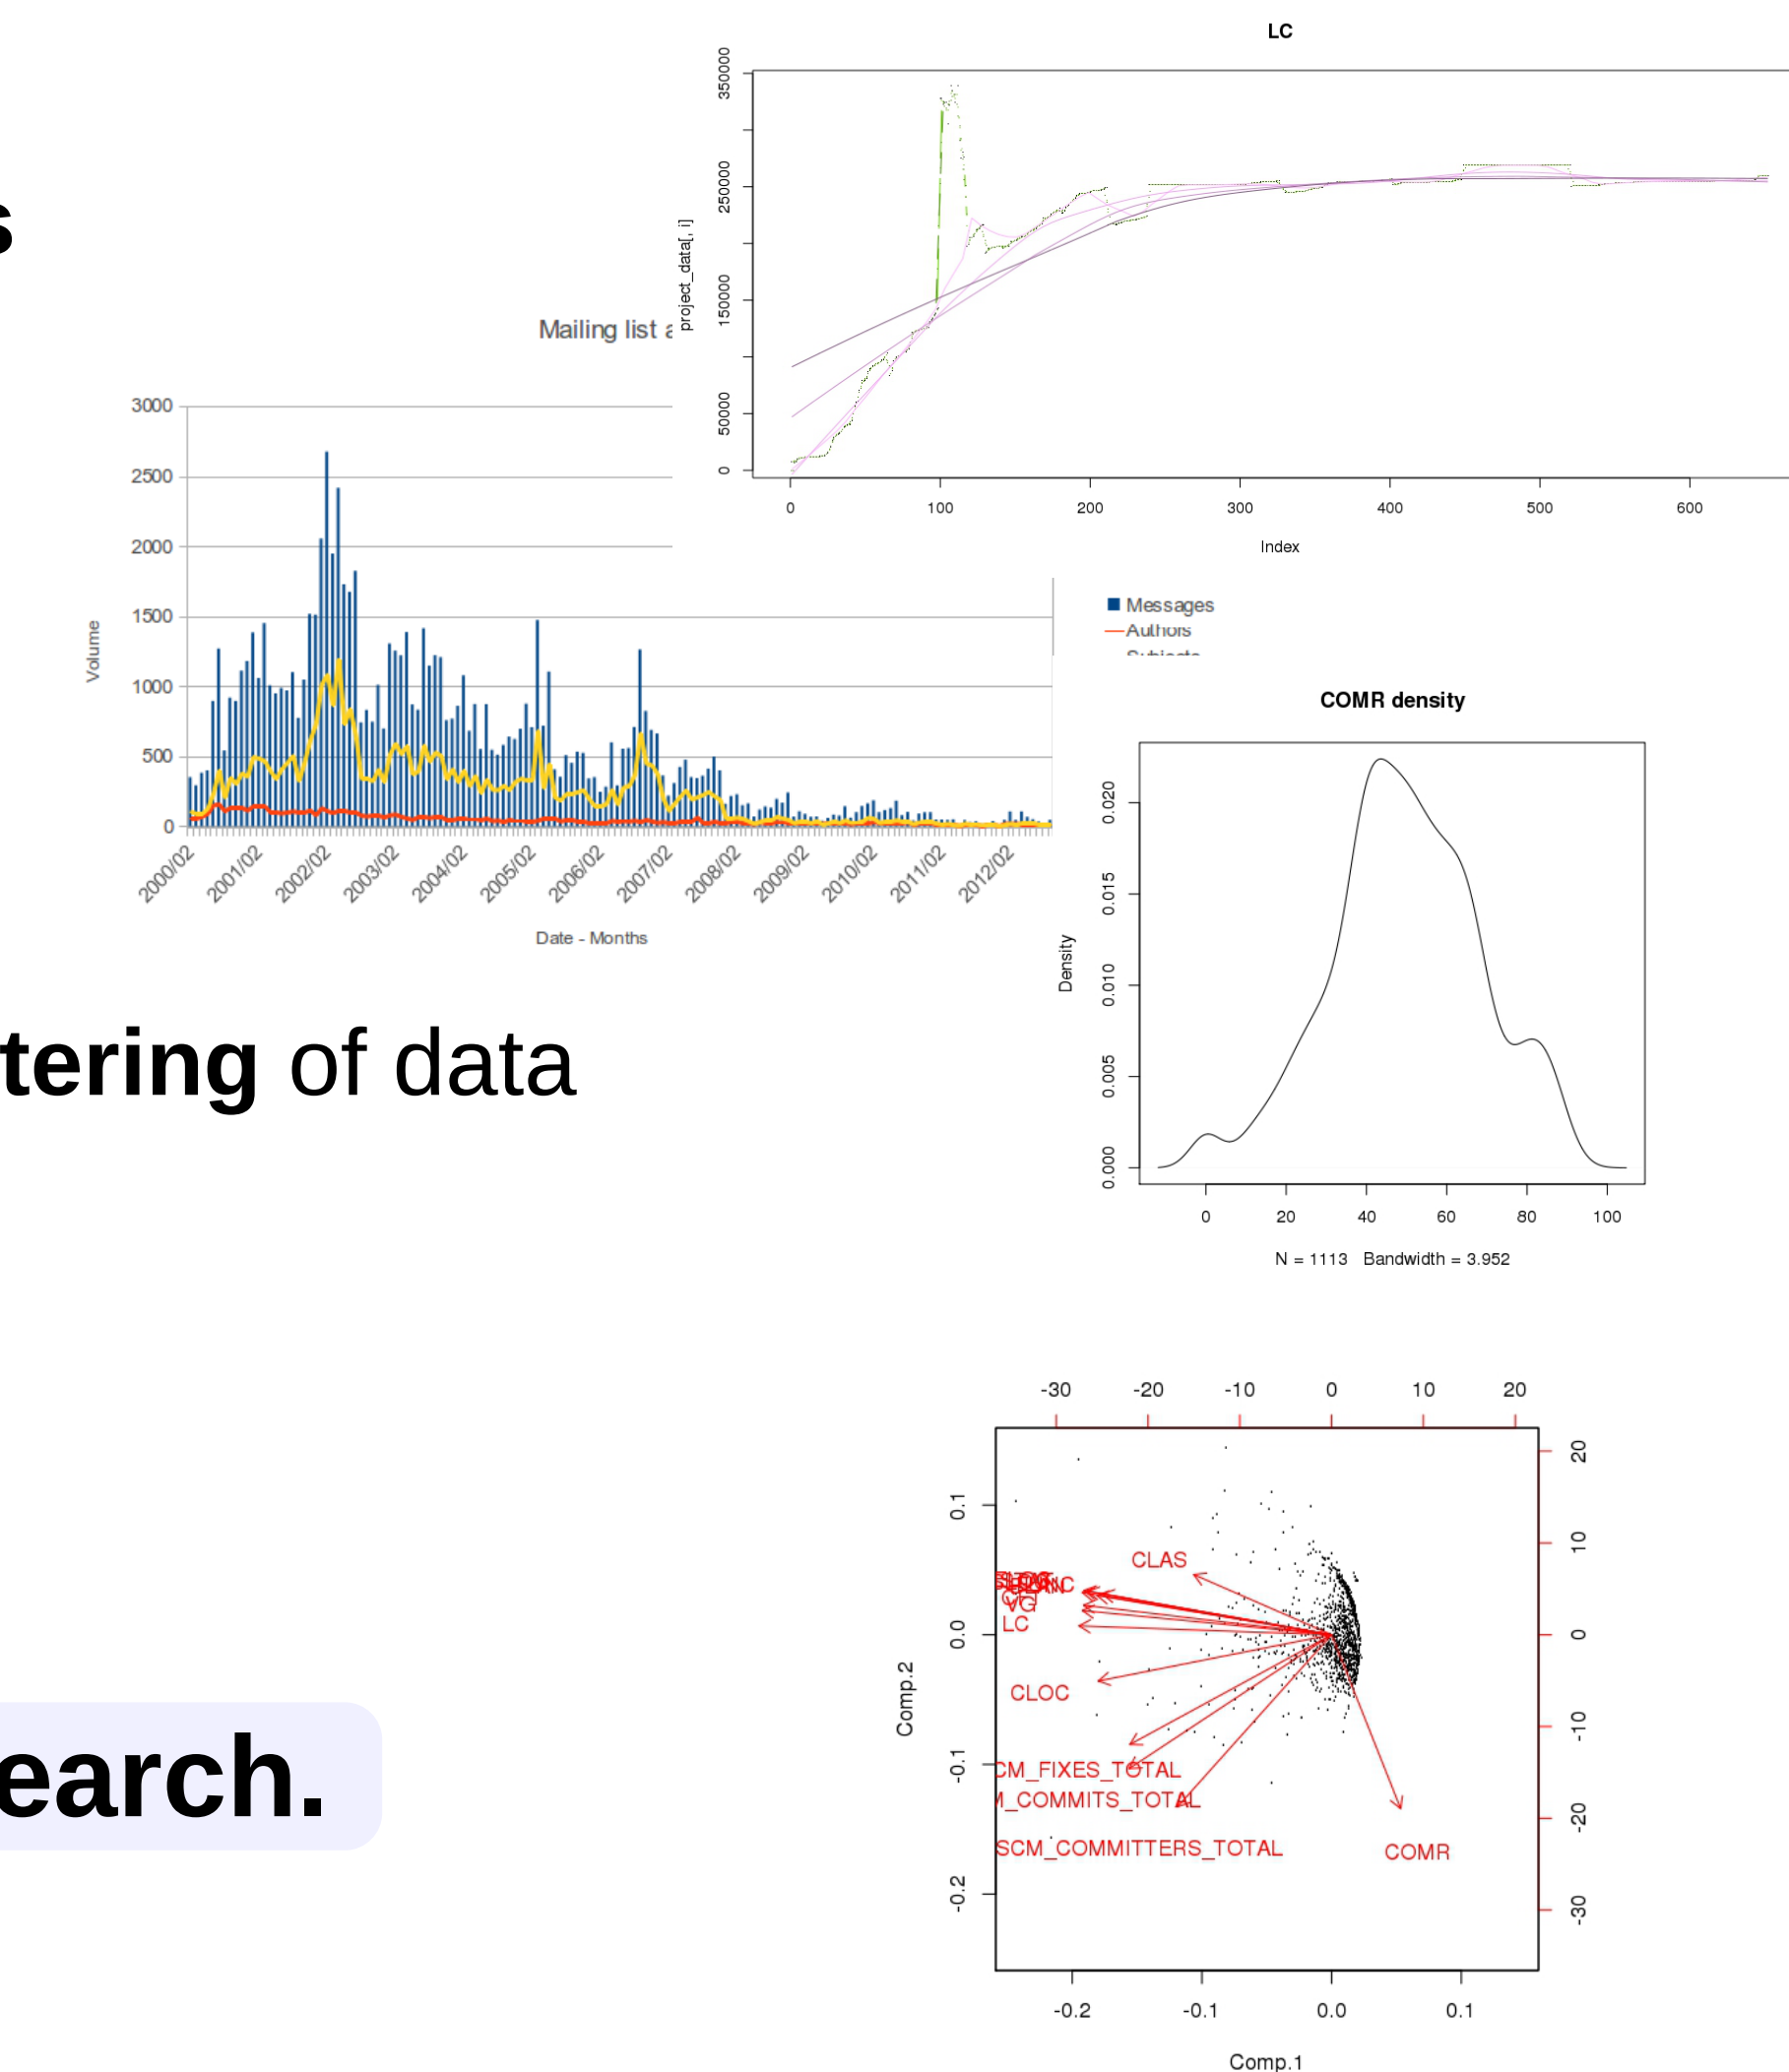 LC
350000
250000
150000
50000
0
project_data[, i]
0 100 200 300 400 500 600
Index
s
Mailing list a
3000
2500
2000
1500
1000
500
0
Volume
2000/02 2001/02 2002/02 2003/02 2004/02 2005/02 2006/02 2007/02 2008/02 2009/02 2010/02 2011/02 2012/02
Date - Months
Messages
Authors
COMR density
0.020
0.015
0.010
0.005
0.000
Density
0 20 40 60 80 100
N = 1113 Bandwidth = 3.952
tering of data
earch.
-30 -20 -10 0 10 20
20
10
0
-10
-20
-30
0.1
0.0
-0.1
-0.2
Comp.2
CLAS
VG
LC
CLOC
CM_FIXES_TOTAL
M_COMMITS_TOTAL
SCM_COMMITTERS_TOTAL
COMR
-0.2 -0.1 0.0 0.1
Comp.1